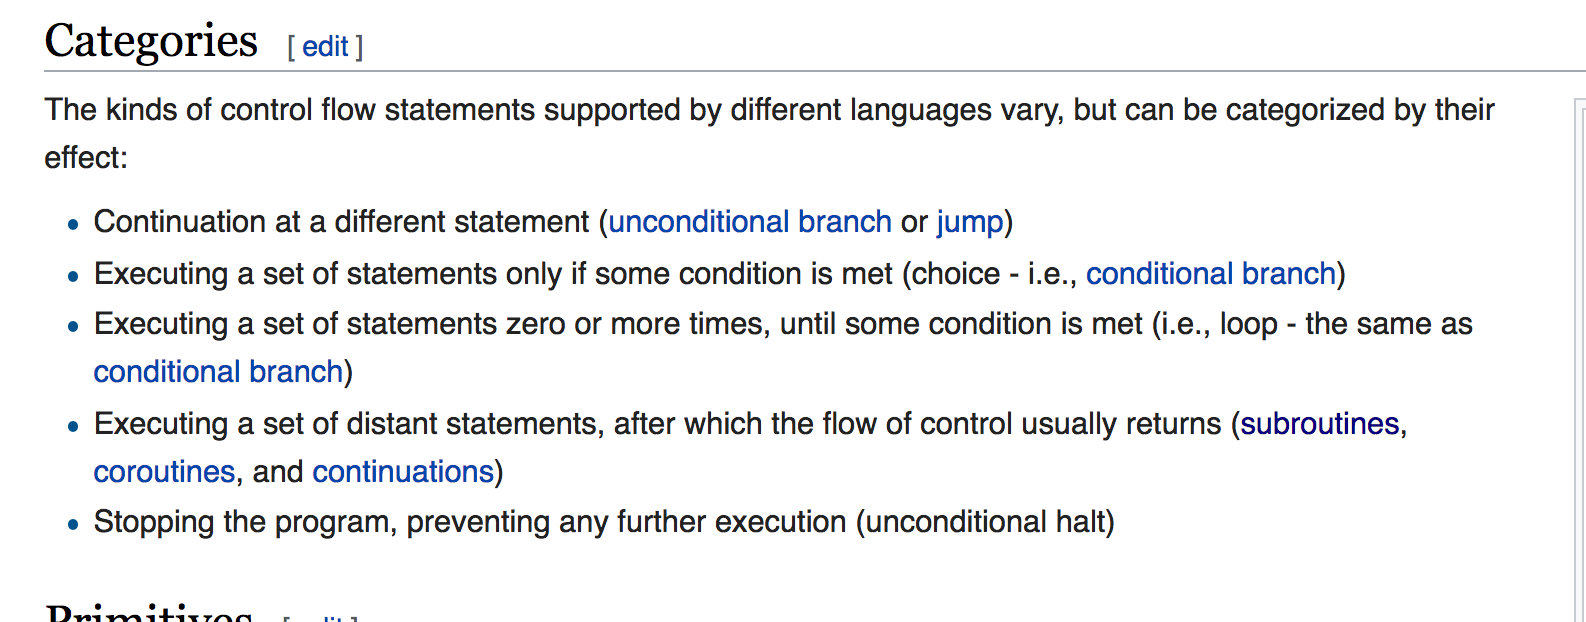 Categories [ edit ]
The kinds of control flow statements supported by different languages vary, but can be categorized by their
effect:
• Continuation at a different statement (unconditional branch or jump)
• Executing a set of statements only if some condition is met (choice - i.e., conditional branch)
• Executing a set of statements zero or more times, until some condition is met (i.e., loop - the same as
conditional branch)
• Executing a set of distant statements, after which the flow of control usually returns (subroutines,
coroutines, and continuations)
• Stopping the program, preventing any further execution (unconditional halt)
Primitives [ edit ]